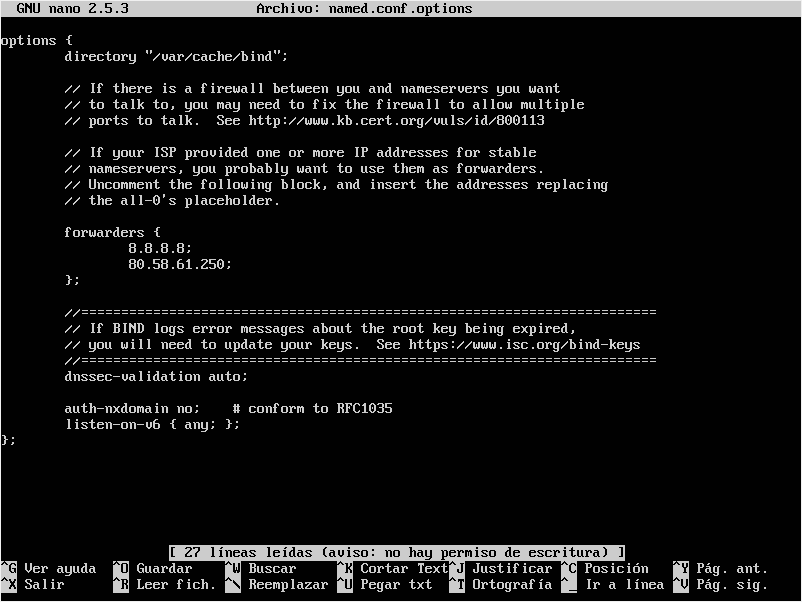 GNU nano 2.5.3 Archivo: named.conf.options
options {
directory "/var/cache/bind";
// If there is a firewall between you and nameservers you want
// to talk to, you may need to fix the firewall to allow multiple
// ports to talk.  See http://www.kb.cert.org/vuls/id/800113
// If your ISP provided one or more IP addresses for stable
// nameservers, you probably want to use them as forwarders.
// Uncomment the following block, and insert the addresses replacing
// the all-0's placeholder.
forwarders {
8.8.8.8;
80.58.61.250;
};
//========================================================================
// If BIND logs error messages about the root key being expired,
// you will need to update your keys.  See https://www.isc.org/bind-keys
//========================================================================
dnssec-validation auto;
auth-nxdomain no;    # conform to RFC1035
listen-on-v6 { any; };
};
[ 27 líneas leídas (aviso: no hay permiso de escritura) ]
^G Ver ayuda ^O Guardar ^W Buscar ^K Cortar Text ^J Justificar ^C Posición ^Y Pág. ant.
^X Salir ^R Leer fich. ^\ Reemplazar ^U Pegar txt ^T Ortografía ^_ Ir a línea ^V Pág. sig.